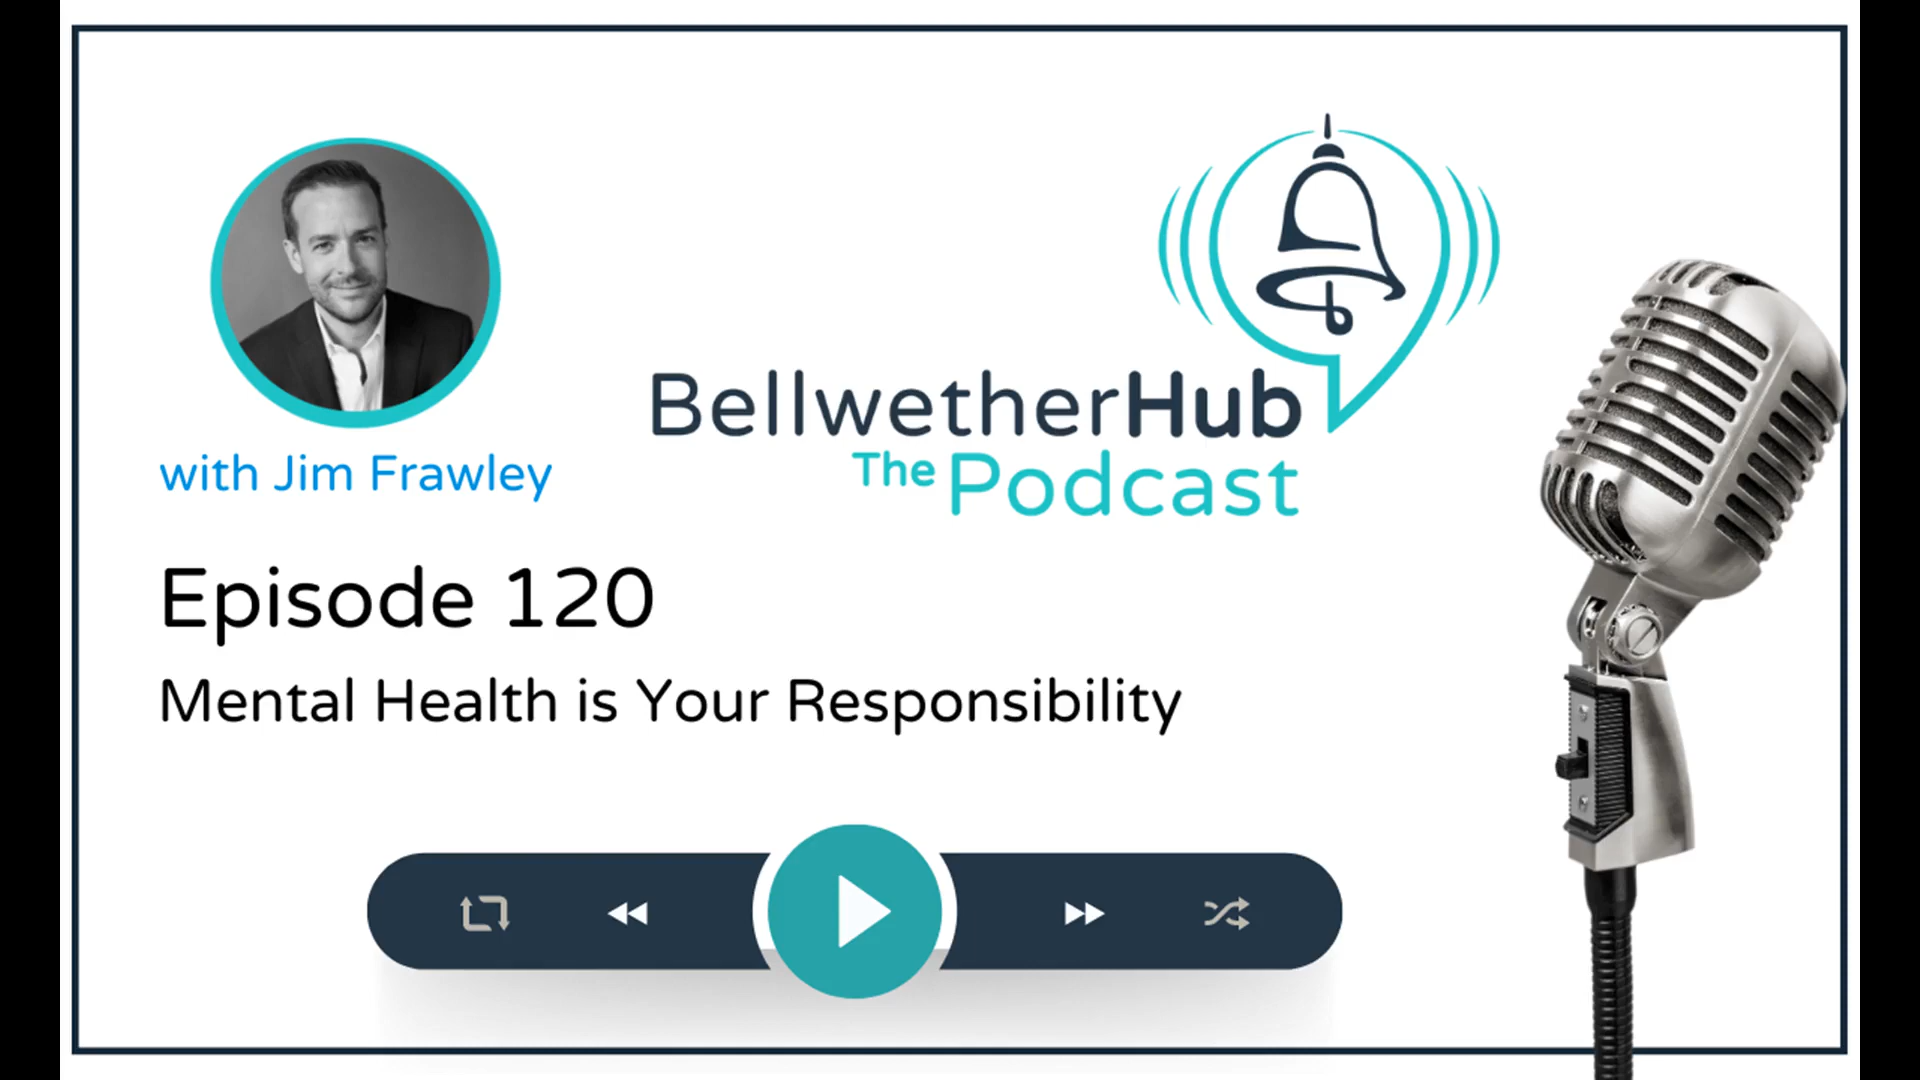 BellwetherHub
The Podcast
with Jim Frawley
Episode 120
Mental Health is Your Responsibility